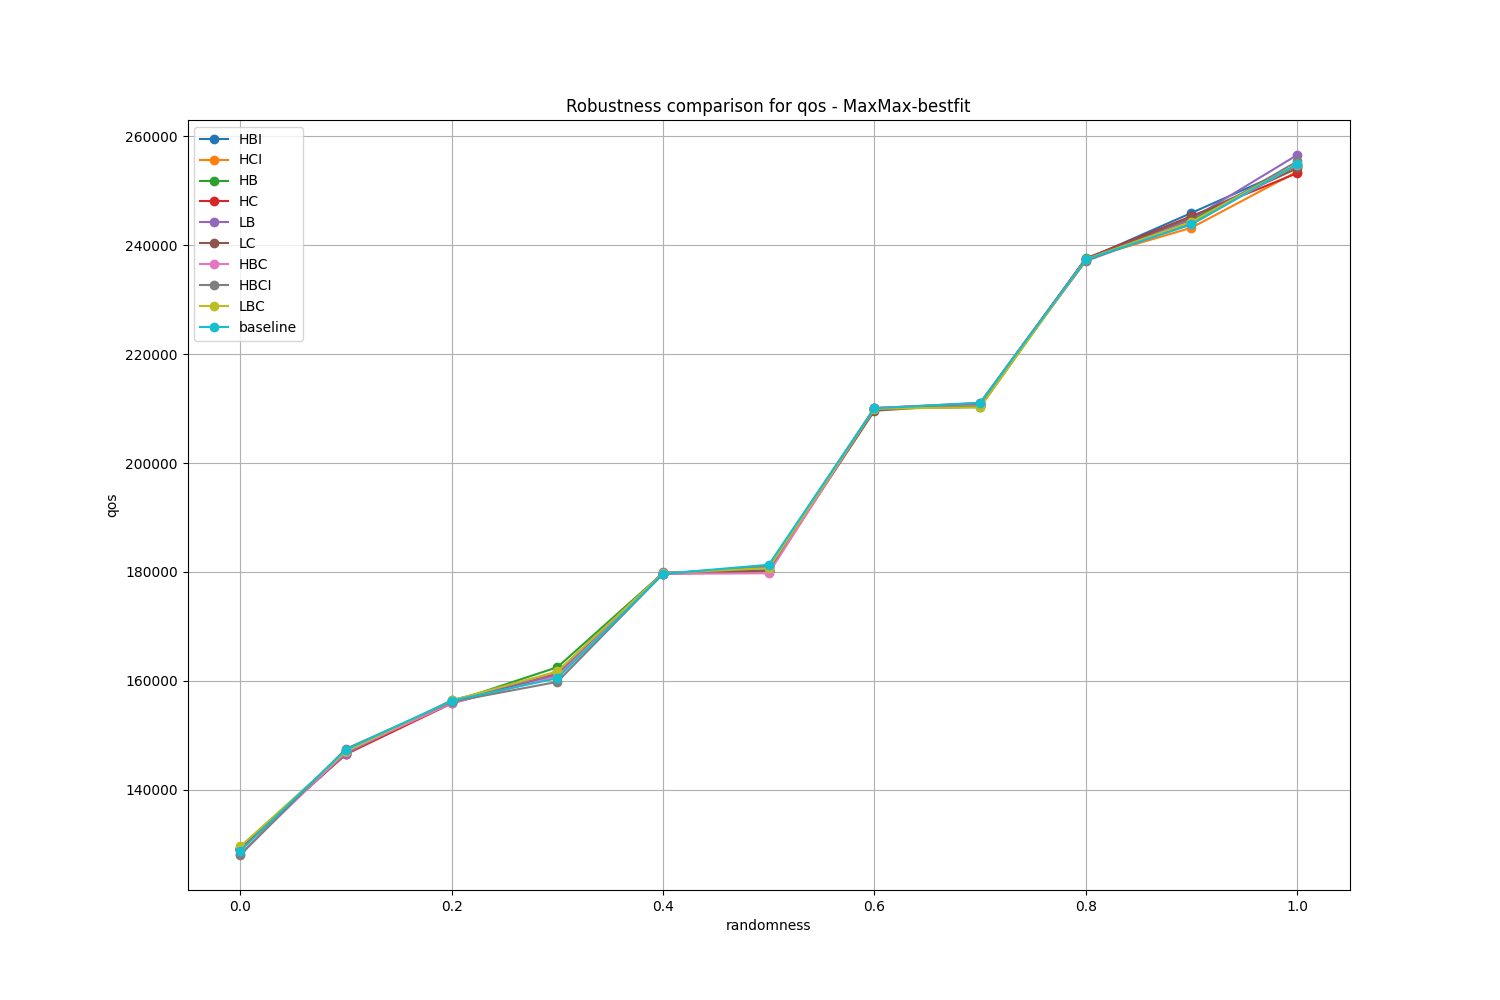 Robustness comparison for qos - MaxMax-bestfit
260000
240000
220000
200000
180000
160000
140000
qos
HBI
HCI
HB
HC
LB
LC
HBC
HBCI
LBC
baseline
0.0 0.2 0.4 0.6 0.8 1.0
randomness